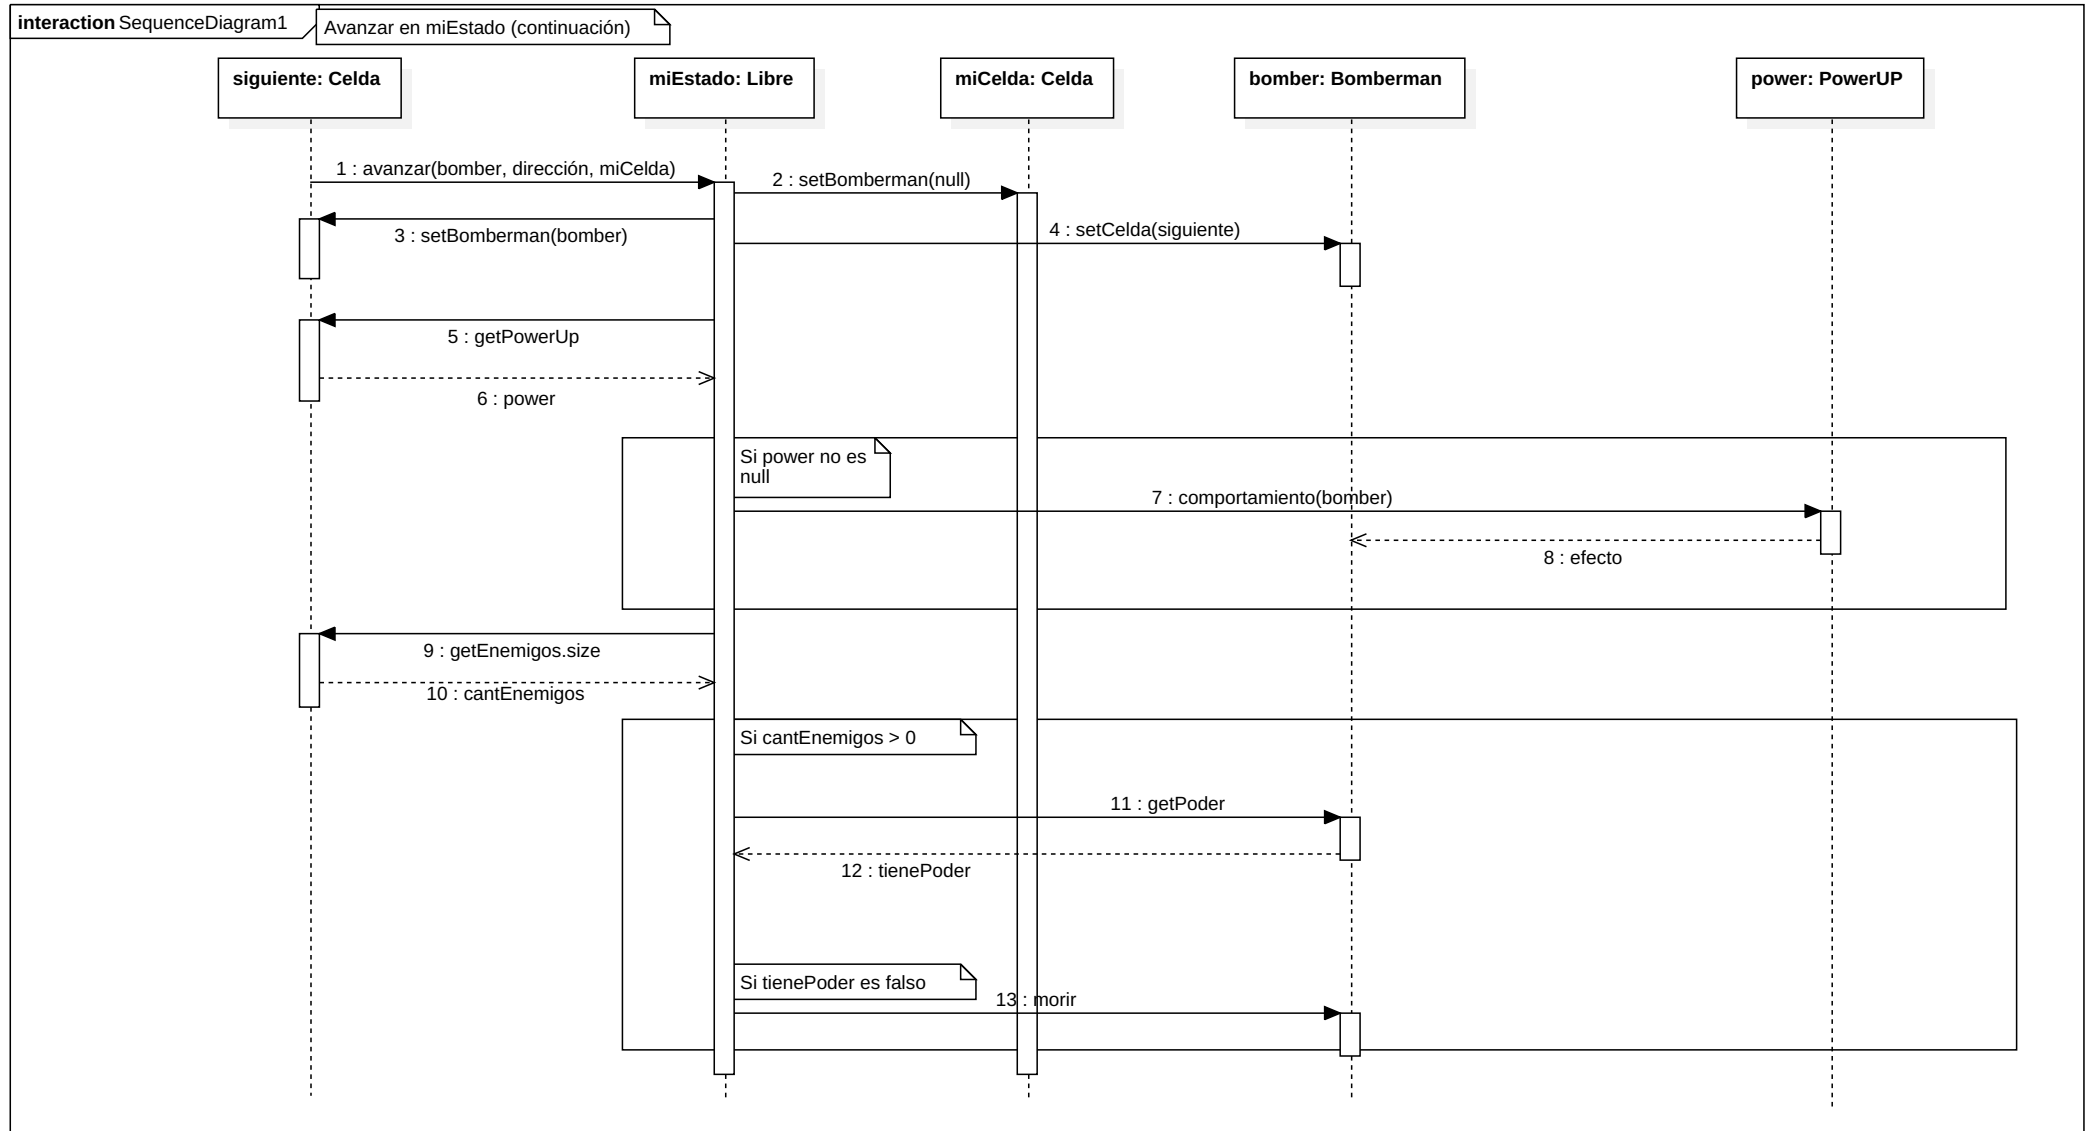 interaction SequenceDiagram1
Avanzar en miEstado (continuación)
siguiente: Celda
miEstado: Libre
miCelda: Celda
bomber: Bomberman
power: PowerUP
1 : avanzar(bomber, dirección, miCelda)
2 : setBomberman(null)
3 : setBomberman(bomber)
4 : setCelda(siguiente)
5 : getPowerUp
6 : power
Si power no es
null
7 : comportamiento(bomber)
8 : efecto
9 : getEnemigos.size
10 : cantEnemigos
Si cantEnemigos > 0
11 : getPoder
12 : tienePoder
Si tienePoder es falso
13 : morir